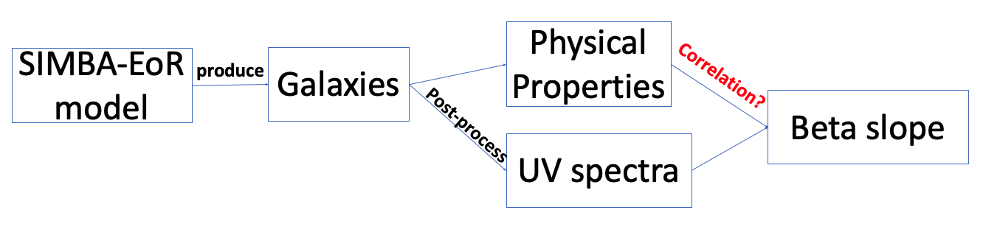 SIMBA-EoR
model
produce
Galaxies
Post-process
Physical
Properties
UV spectra
Correlation?
Beta slope